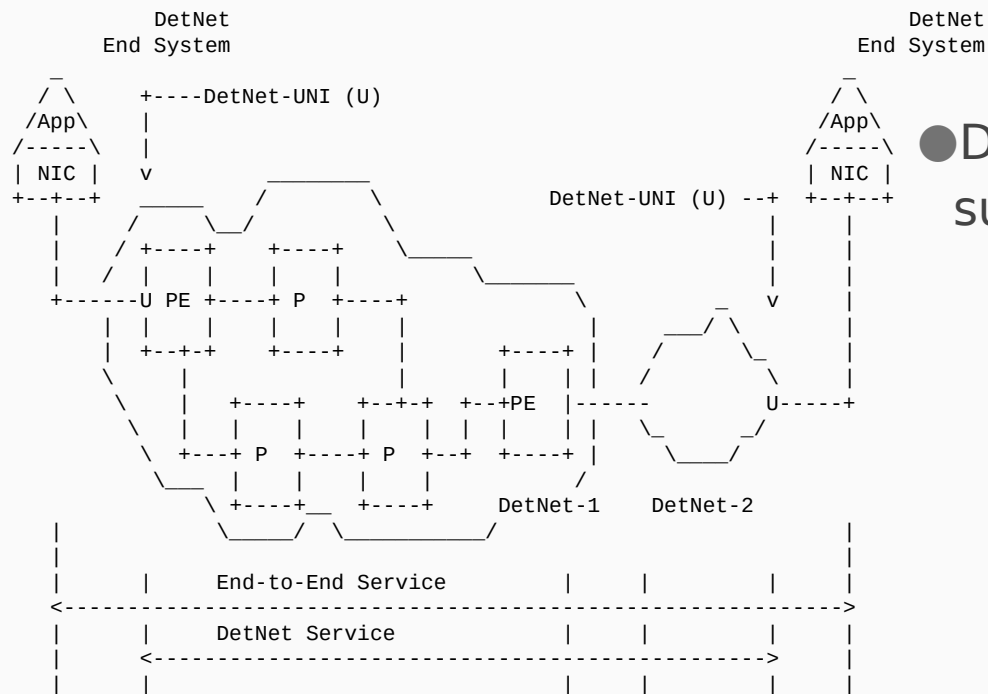 DetNet DetNet
End System End System
+----DetNet-UNI (U)
App App
NIC NIC
DetNet-UNI (U) --+
●D
su
U PE P
PE U
P P
DetNet-1 DetNet-2
End-to-End Service
DetNet Service